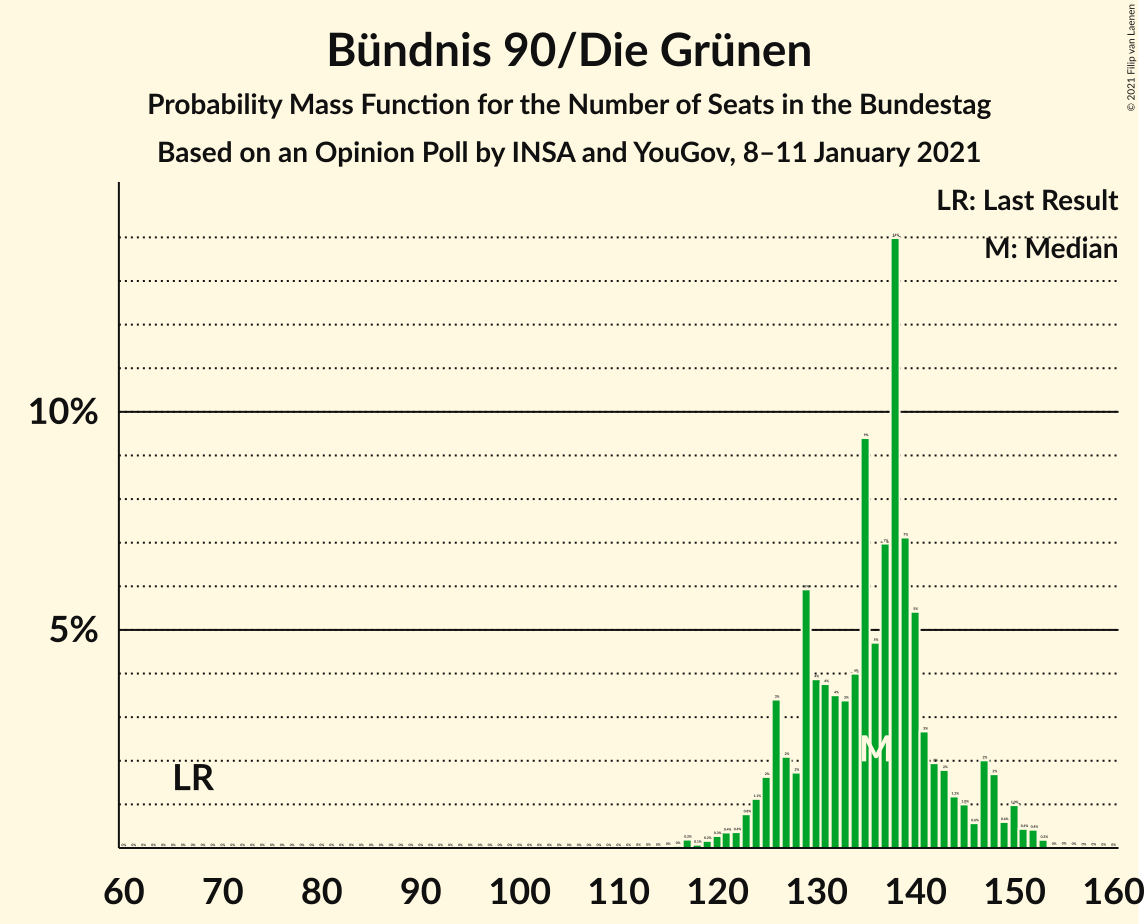 Bündnis 90/Die Grünen
Probability Mass Function for the Number of Seats in the Bundestag
Based on an Opinion Poll by INSA and YouGov, 8–11 January 2021
© 2021 Filip van Laenen
LR: Last Result
M: Median
10%
5%
LR
M
60 70 80 90 100 110 120 130 140 150 160